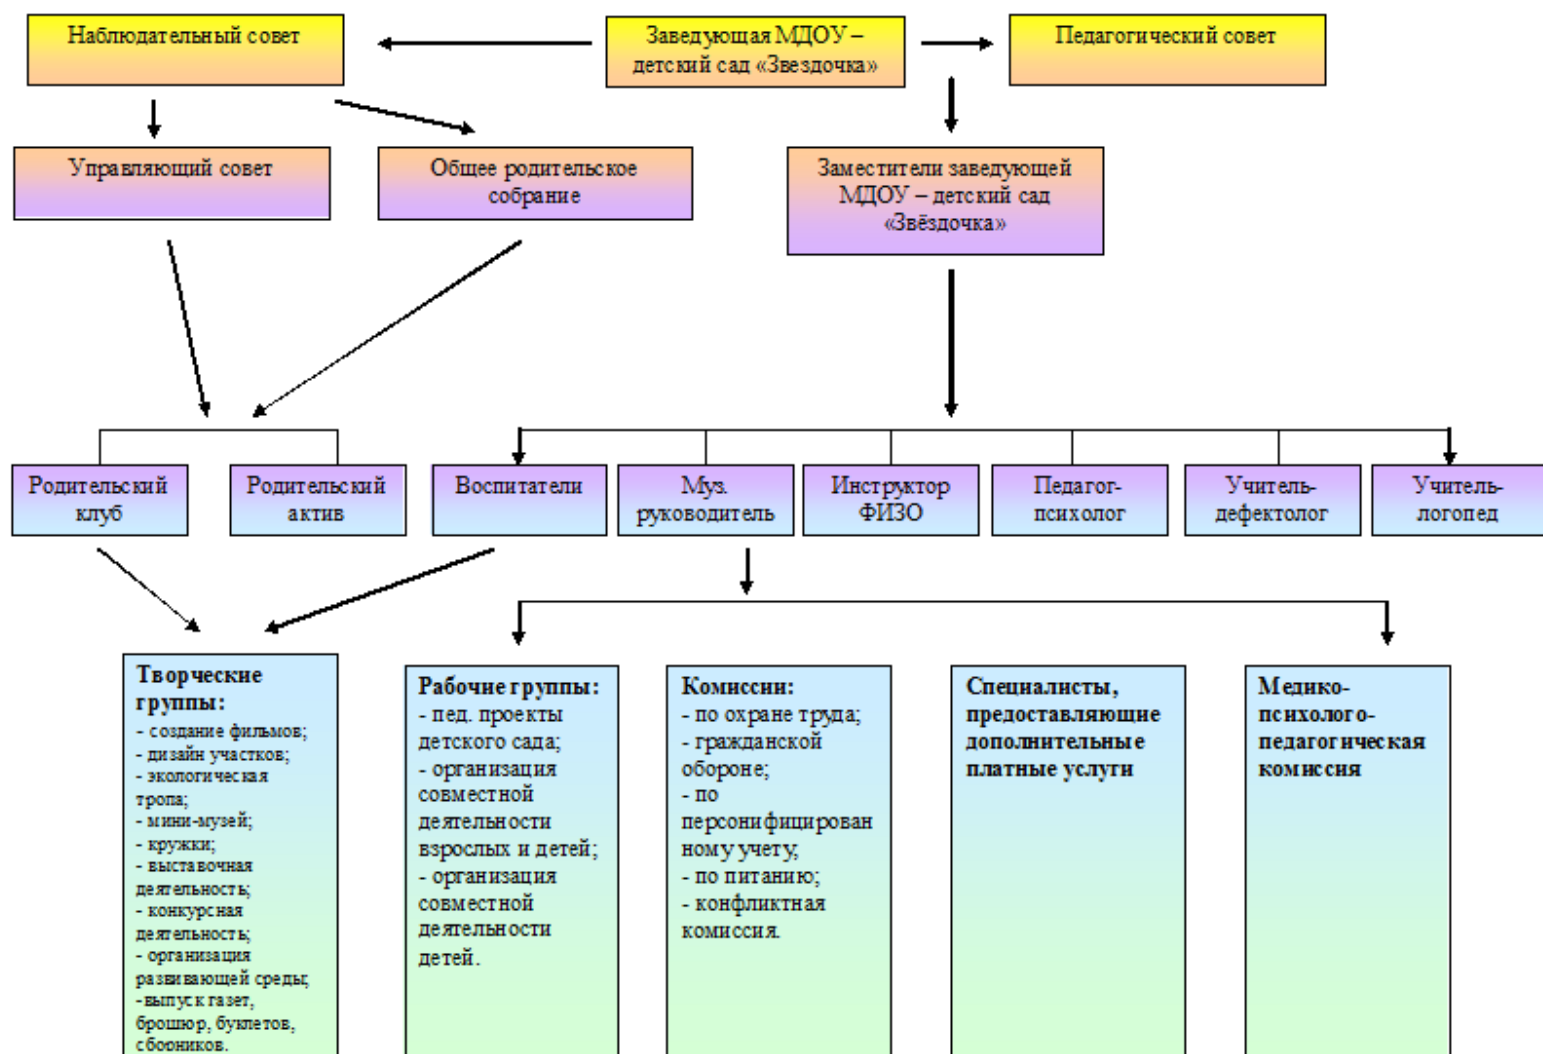 Наблюдательный совет
Заведующая МДОУ –
детский сад «Звездочка»
Педагогический совет
Управляющий совет
Общее родительское
собрание
Заместители заведующей
МДОУ – детский сад
«Звёздочка»
Родительский
клуб
Родительский
актив
Воспитатели
Муз.
руководитель
Инструктор
ФИЗО
Педагог-
психолог
Учитель-
дефектолог
Учитель-
логопед
Творческие
группы:
- создание фильмов;
- дизайн участков;
- экологическая
тропа;
- мини-музей;
- кружки;
- выставочная
деятельность;
- конкурсная
деятельность;
- организация
развивающей среды;
-выпуск газет,
брошюр, буклетов,
сборников.
Рабочие группы:
- пед. проекты
детского сада;
- организация
совместной
деятельности
взрослых и детей;
- организация
совместной
деятельности
детей.
Комиссии:
- по охране труда;
- гражданской
обороне;
- по
персонифицирован
ному учету;
- по питанию;
- конфликтная
комиссия.
Специалисты,
предоставляющие
дополнительные
платные услуги
Медико-
психолого-
педагогическая
комиссия